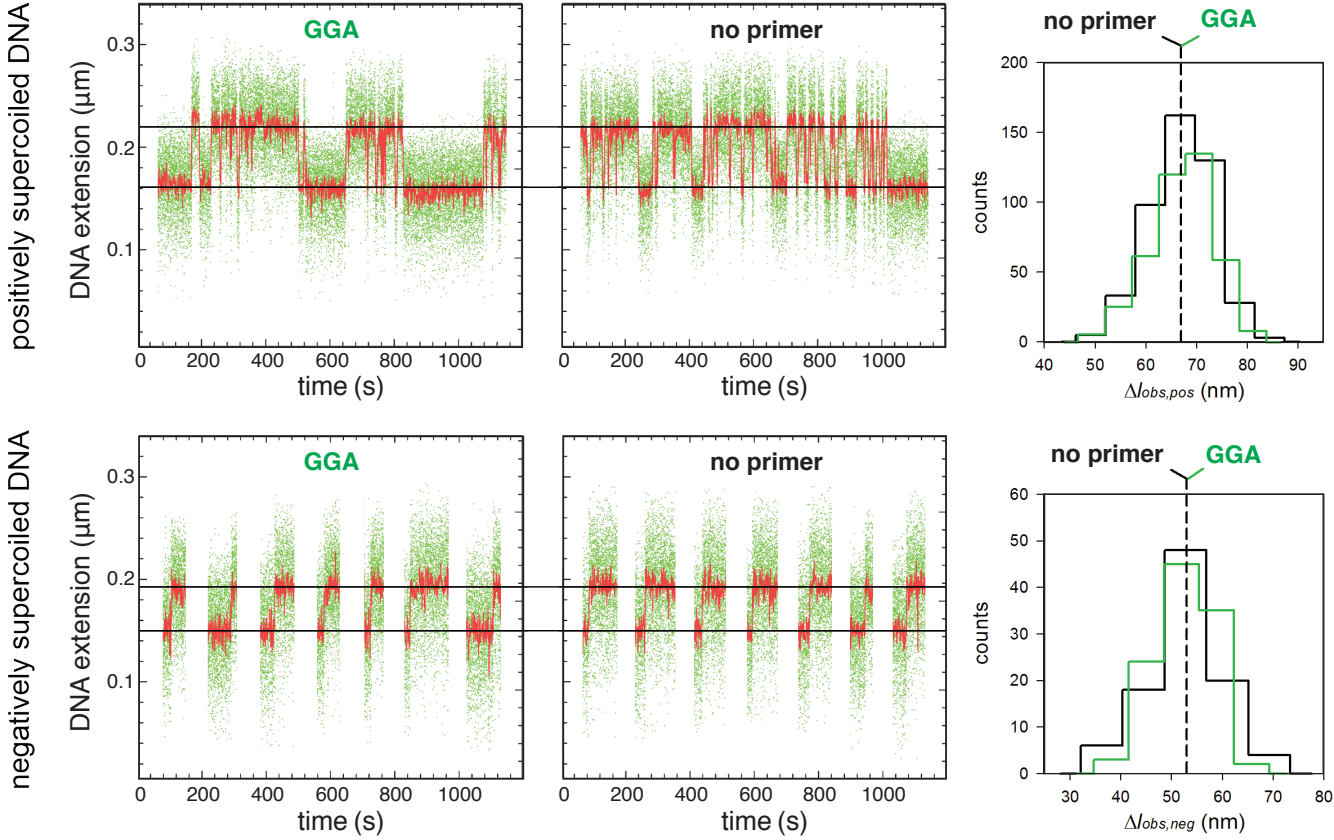 positively supercoiled DNA
DNA extension (µm)
0.3
0.2
0.1
GGA
0 200 400 600 800 1000
time (s)
no primer
0 200 400 600 800 1000
time (s)
no primer GGA
counts
200
150
100
50
0
40 50 60 70 80 90
Δlobs,pos (nm)
negatively supercoiled DNA
DNA extension (µm)
0.3
0.2
0.1
GGA
0 200 400 600 800 1000
time (s)
no primer
0 200 400 600 800 1000
time (s)
no primer GGA
counts
60
50
40
30
20
10
0
30 40 50 60 70 80
Δlobs,neg (nm)